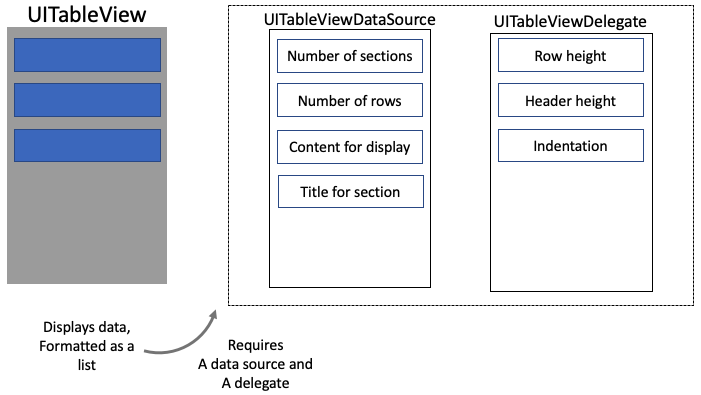 UITableView
UITableViewDataSource
Number of sections
Number of rows
Content for display
Title for section
UITableViewDelegate
Row height
Header height
Indentation
Displays data,
Formatted as a
list
Requires
A data source and
A delegate